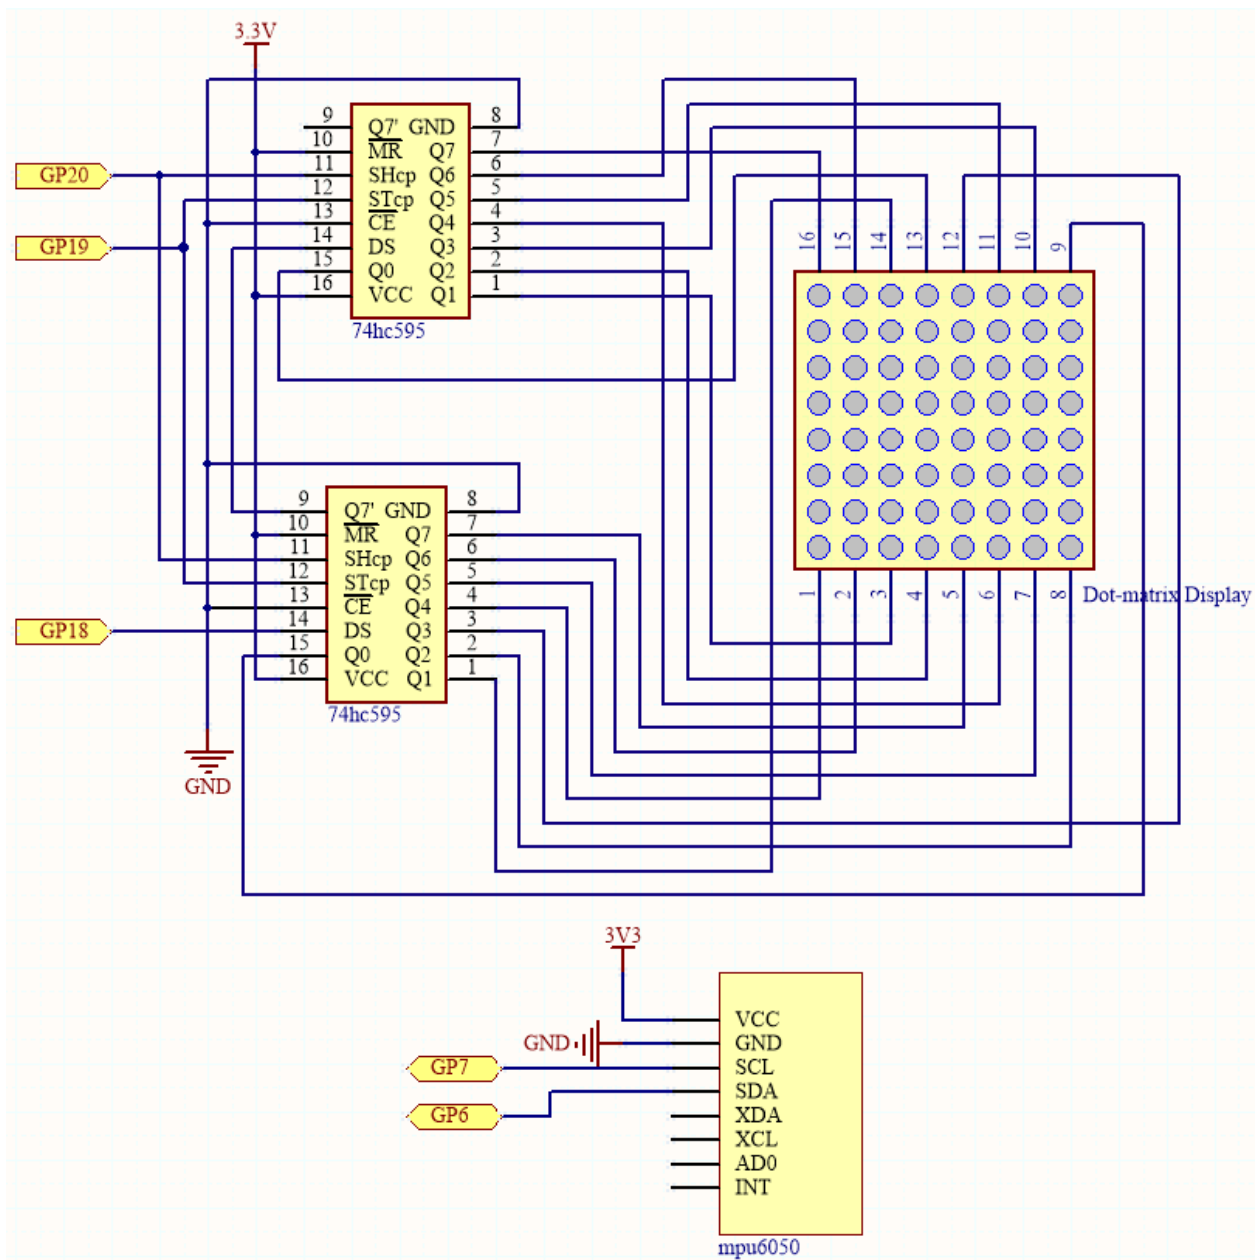 3.3V
9 Q7' GND 8
10 MR Q7 7
GP20 11 SHcp Q6 6
12 STcp Q5 5
13 CE Q4 4
GP19 14 DS Q3 3
15 Q0 Q2 2
16 VCC Q1 1
74hc595
16 15 14 13 12 11 10 9
9 Q7' GND 8
10 MR Q7 7
11 SHcp Q6 6
12 STcp Q5 5
13 CE Q4 4
GP18 14 DS Q3 3
15 Q0 Q2 2
16 VCC Q1 1
74hc595
1 2 3 4 5 6 7 8 Dot-matrix Display
GND
3V3
VCC
GND GND
GP7 SCL
SDA
GP6 XDA
XCL
AD0
INT
mpu6050